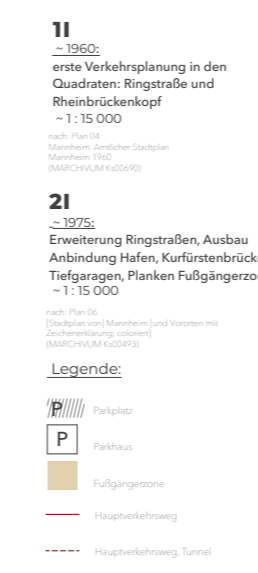 1I
~ 1960:
erste Verkehrsplanung in den
Quadraten: Ringstraße und
Rheinbrückenkopf
~ 1 : 15 000
nach: Plan 04:
Mannheim. Amtlicher Stadtplan
Mannheim 1960
(MARCHIVUM Ks00690)
2I
~ 1975:
Erweiterung Ringstraßen, Ausbau
Anbindung Hafen, Kurfürstenbrück
Tiefgaragen, Planken Fußgängerzo
~ 1 : 15 000
nach: Plan 06
[Stadtplan von] Mannheim [und Vororten mit
Zeichenerklärung; coloriert]
(MARCHIVUM Ks00493)
Legende:
P Parkplatz
P Parkhaus
Fußgängerzone
Hauptverkehrsweg
Hauptverkehrsweg, Tunnel